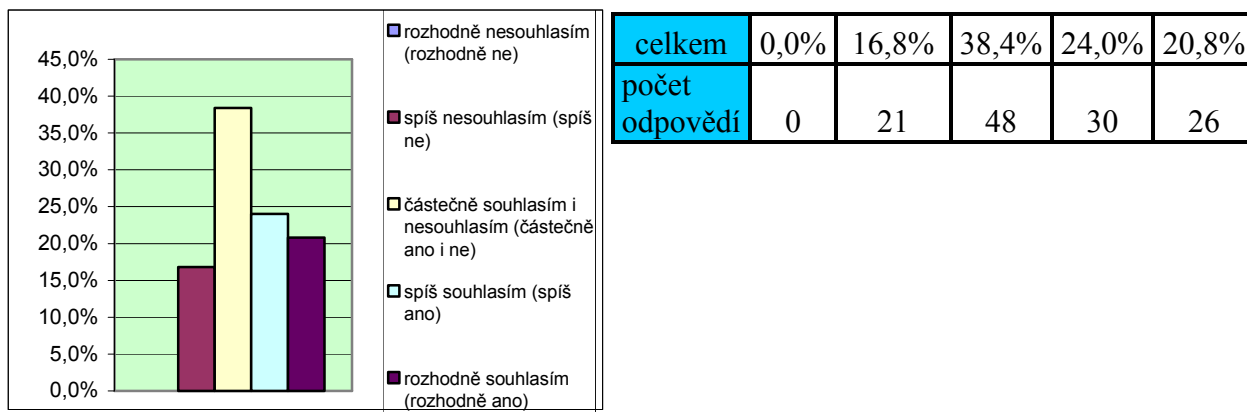 45,0%
40,0%
35,0%
30,0%
25,0%
20,0%
15,0%
10,0%
5,0%
0,0%
rozhodně nesouhlasím
(rozhodně ne)
spíš nesouhlasím (spíš
ne)
částečně souhlasím i
nesouhlasím (částečně
ano i ne)
spíš souhlasím (spíš
ano)
rozhodně souhlasím
(rozhodně ano)
celkem 0,0% 16,8% 38,4% 24,0% 20,8%
počet
odpovědí 0 21 48 30 26